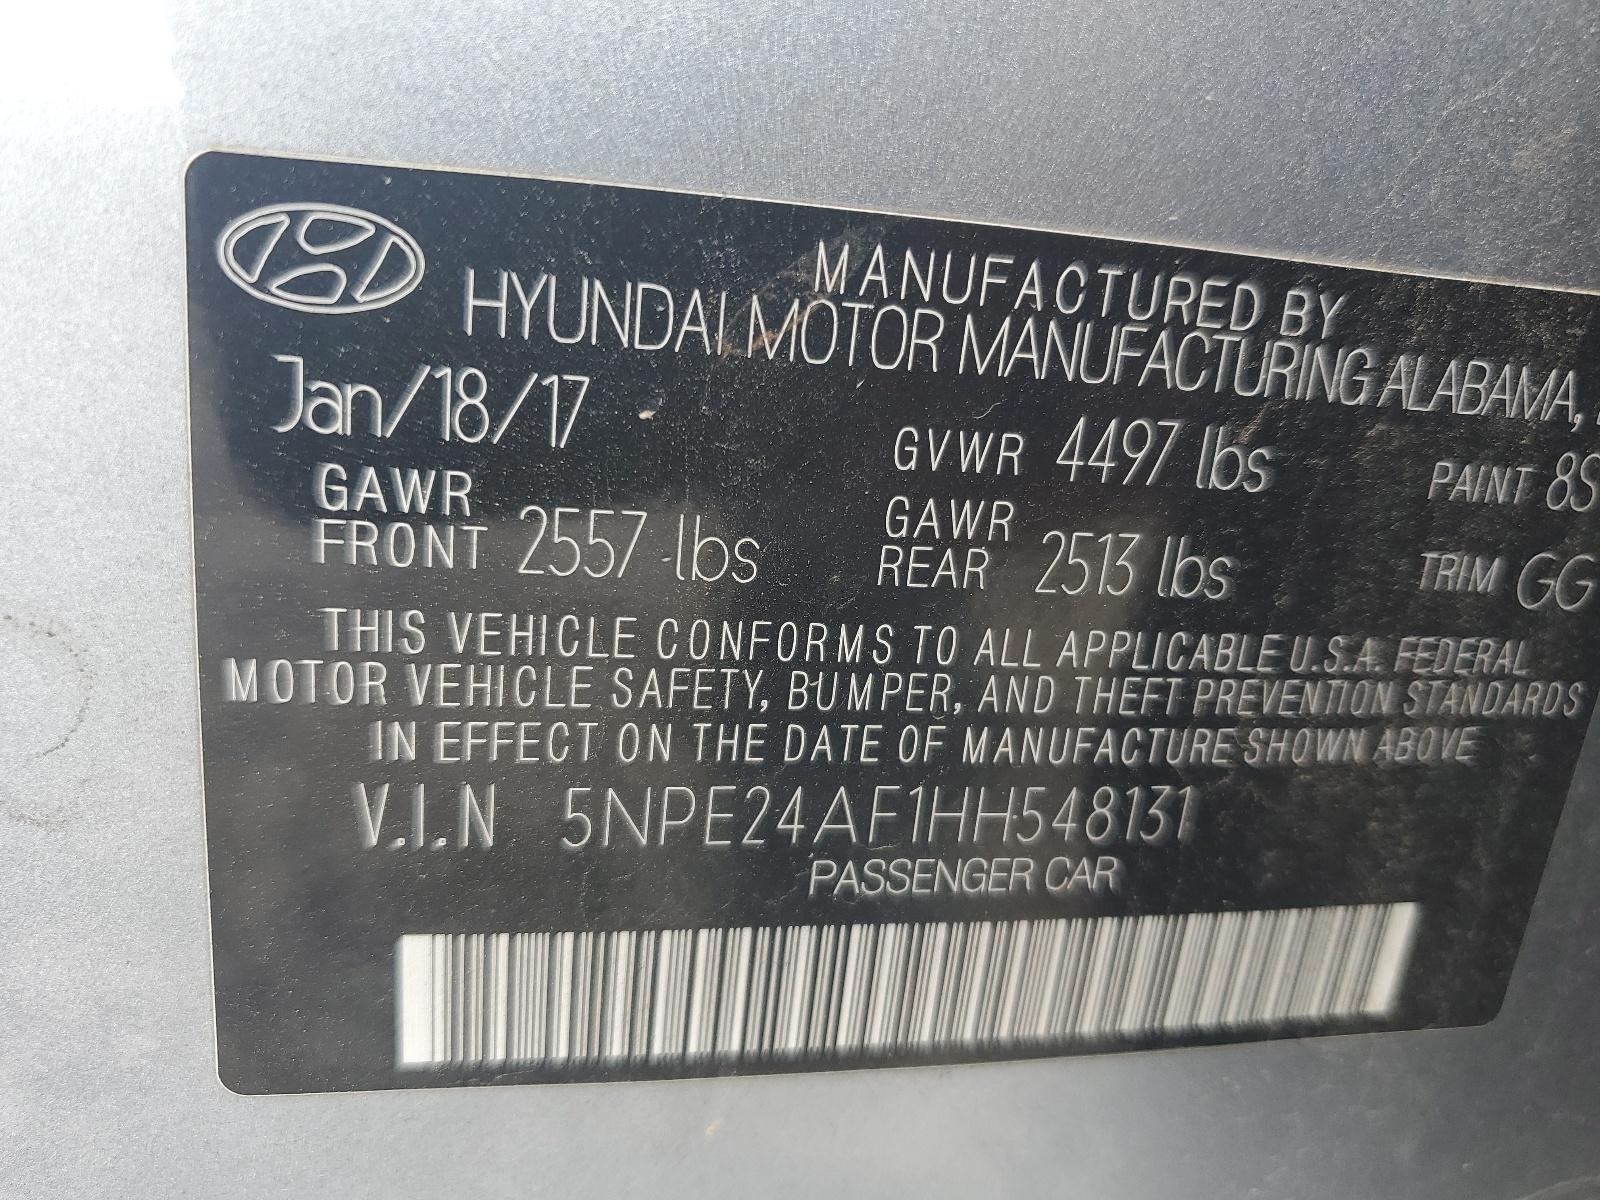 MANUFACTURED BY
HYUNDAI MOTOR MANUFACTURING ALABAMA,
Jan/18/17 GVWR 4497 lbs PAINT 8S
GAWR FRONT 2557 lbs GAWR REAR 2513 lbs TRIM GG
THIS VEHICLE CONFORMS TO ALL APPLICABLE U.S.A. FEDERAL
MOTOR VEHICLE SAFETY, BUMPER, AND THEFT PREVENTION STANDARDS
IN EFFECT ON THE DATE OF MANUFACTURE SHOWN ABOVE
V.I.N 5NPE24AF1HH548131
PASSENGER CAR